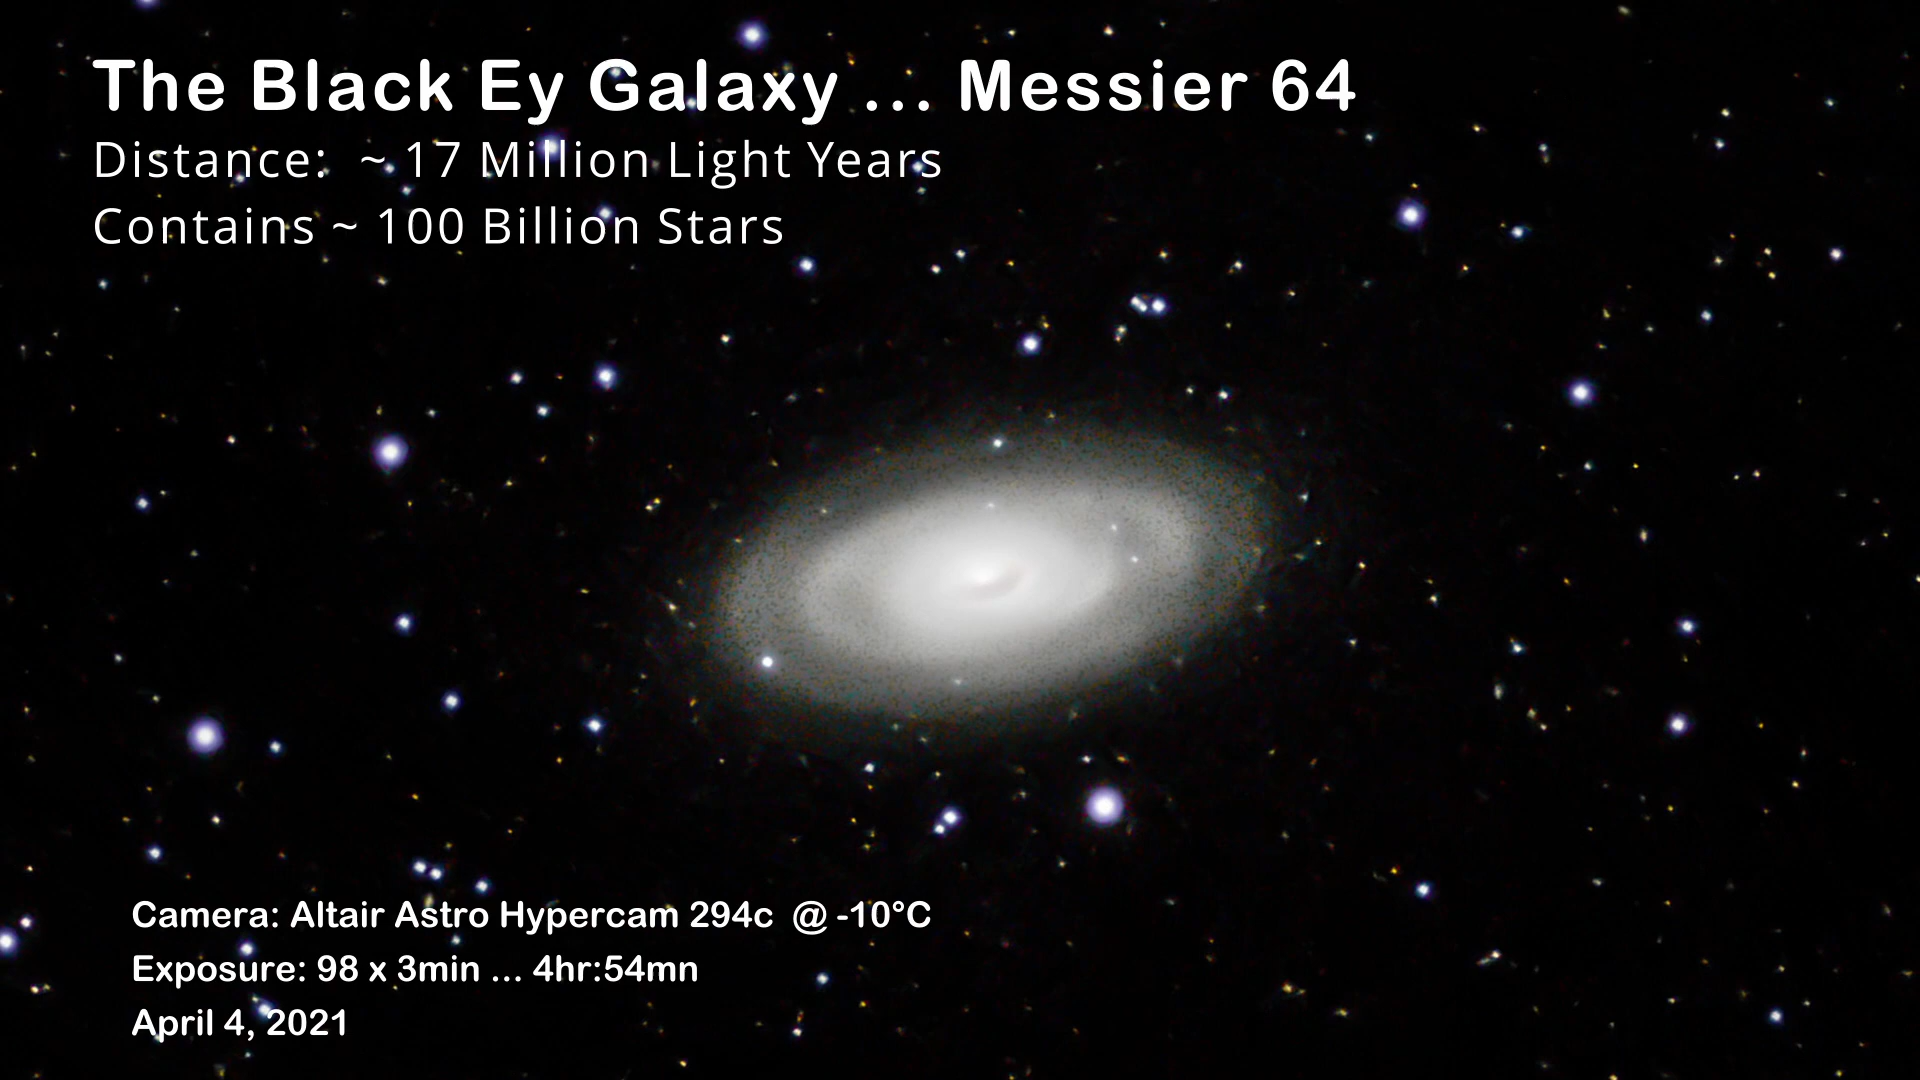 The Black Ey Galaxy ... Messier 64
Distance:  ~ 17 Million Light Years
Contains ~ 100 Billion Stars
Camera: Altair Astro Hypercam 294c  @ -10°C
Exposure: 98 x 3min ... 4hr:54mn
April 4, 2021